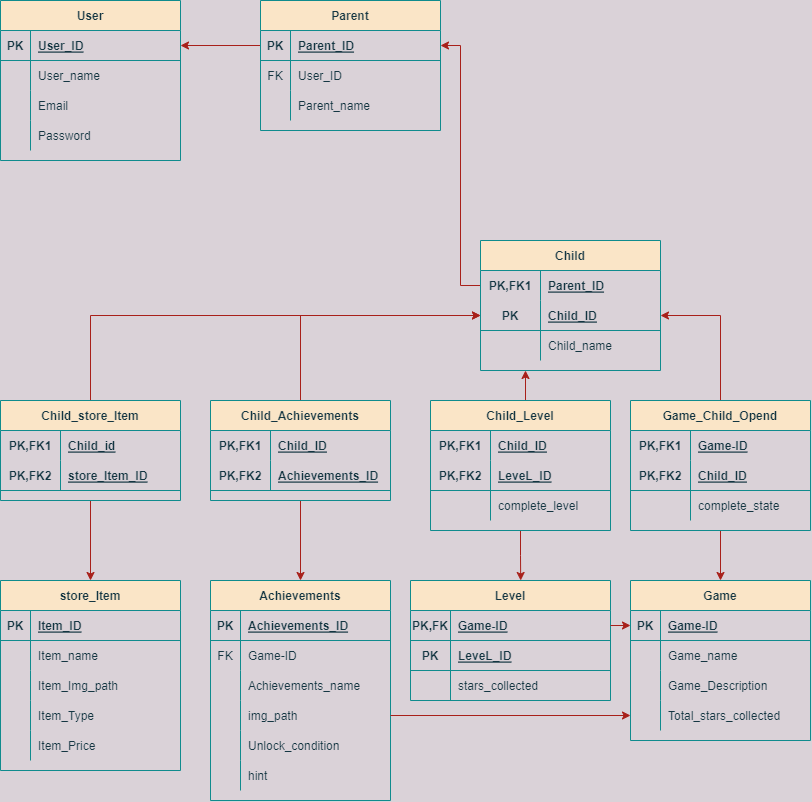 User
PK User_ID
User_name
Email
Password
Parent
PK Parent_ID
FK User_ID
Parent_name
Child
PK,FK1 Parent_ID
PK Child_ID
Child_name
Child_store_Item
PK,FK1 Child_id
PK,FK2 store_Item_ID
Child_Achievements
PK,FK1 Child_ID
PK,FK2 Achievements_ID
Child_Level
PK,FK1 Child_ID
PK,FK2 LeveL_ID
complete_level
Game_Child_Opend
PK,FK1 Game-ID
PK,FK2 Child_ID
complete_state
store_Item
PK Item_ID
Item_name
Item_Img_path
Item_Type
Item_Price
Achievements
PK Achievements_ID
FK Game-ID
Achievements_name
img_path
Unlock_condition
hint
Level
PK,FK Game-ID
PK LeveL_ID
stars_collected
Game
PK Game-ID
Game_name
Game_Description
Total_stars_collected